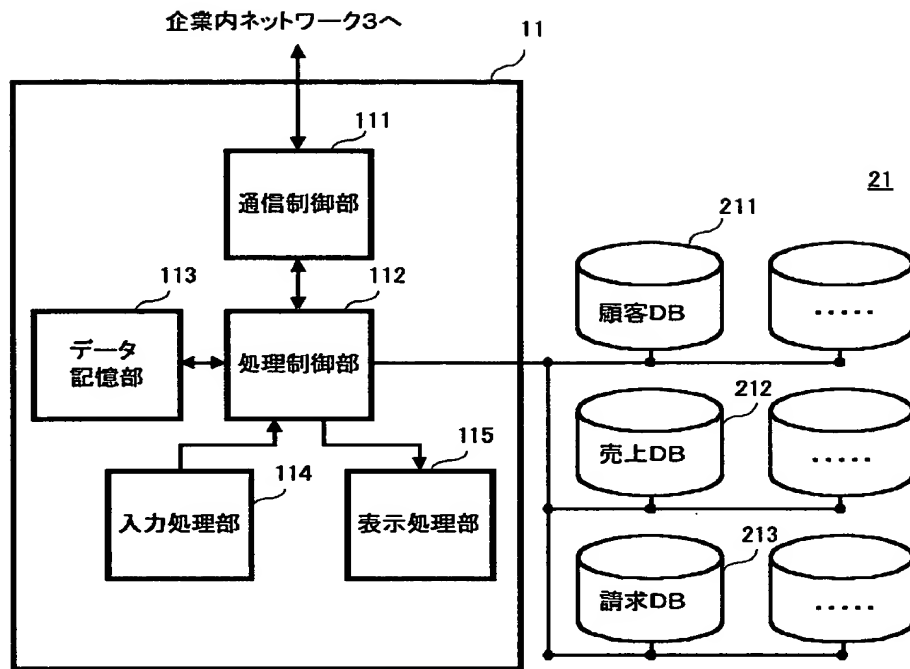 企業内ネットワーク3へ
11
111
通信制御部
21
211
顧客DB
.....
113
112
データ
記憶部
処理制御部
212
売上DB
.....
115
114
入力処理部
表示処理部
213
請求DB
.....